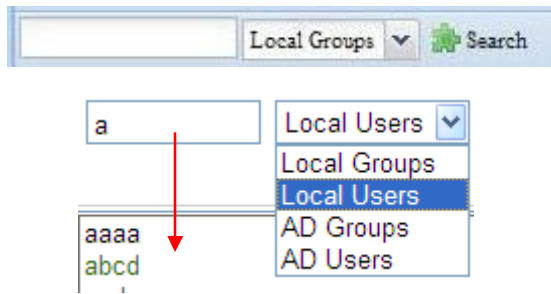 Local Groups Search
a Local Users
Local Groups
Local Users
AD Groups
AD Users
aaaa
abcd